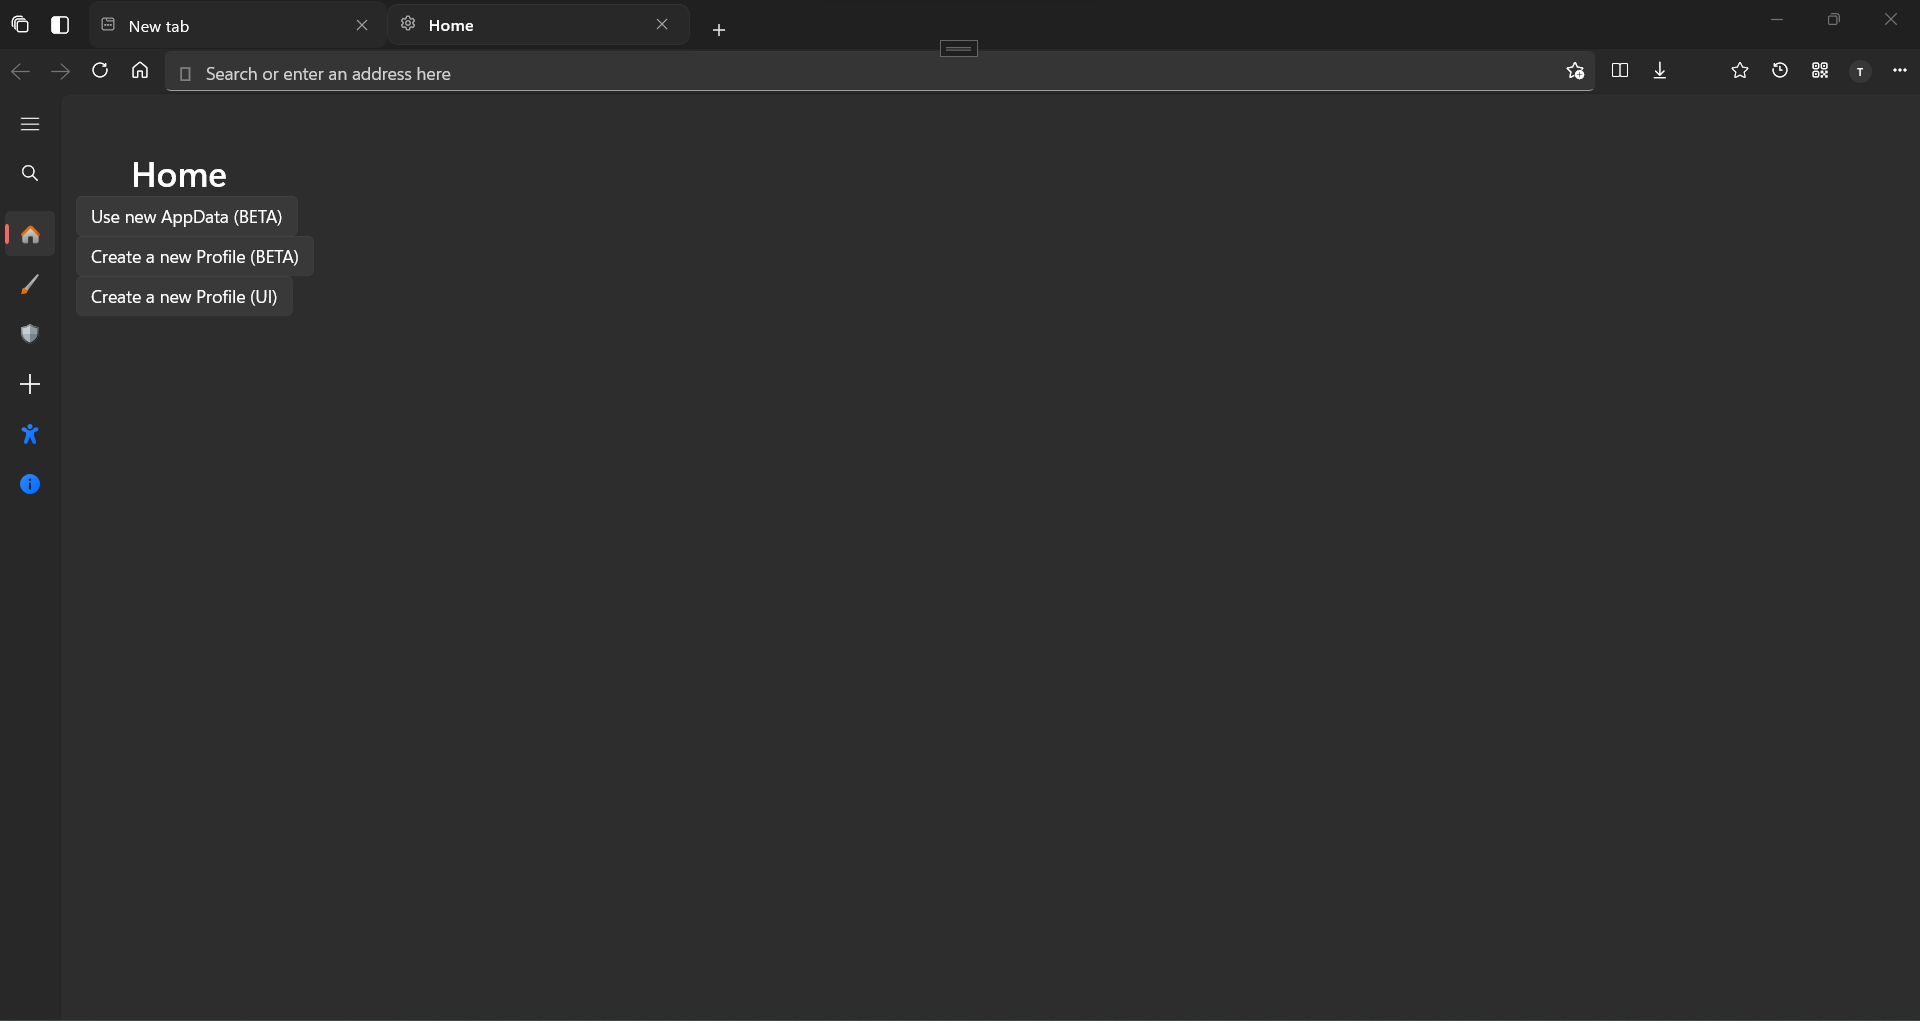 New tab
Home
Search or enter an address here
T
Home
Use new AppData (BETA)
Create a new Profile (BETA)
Create a new Profile (UI)